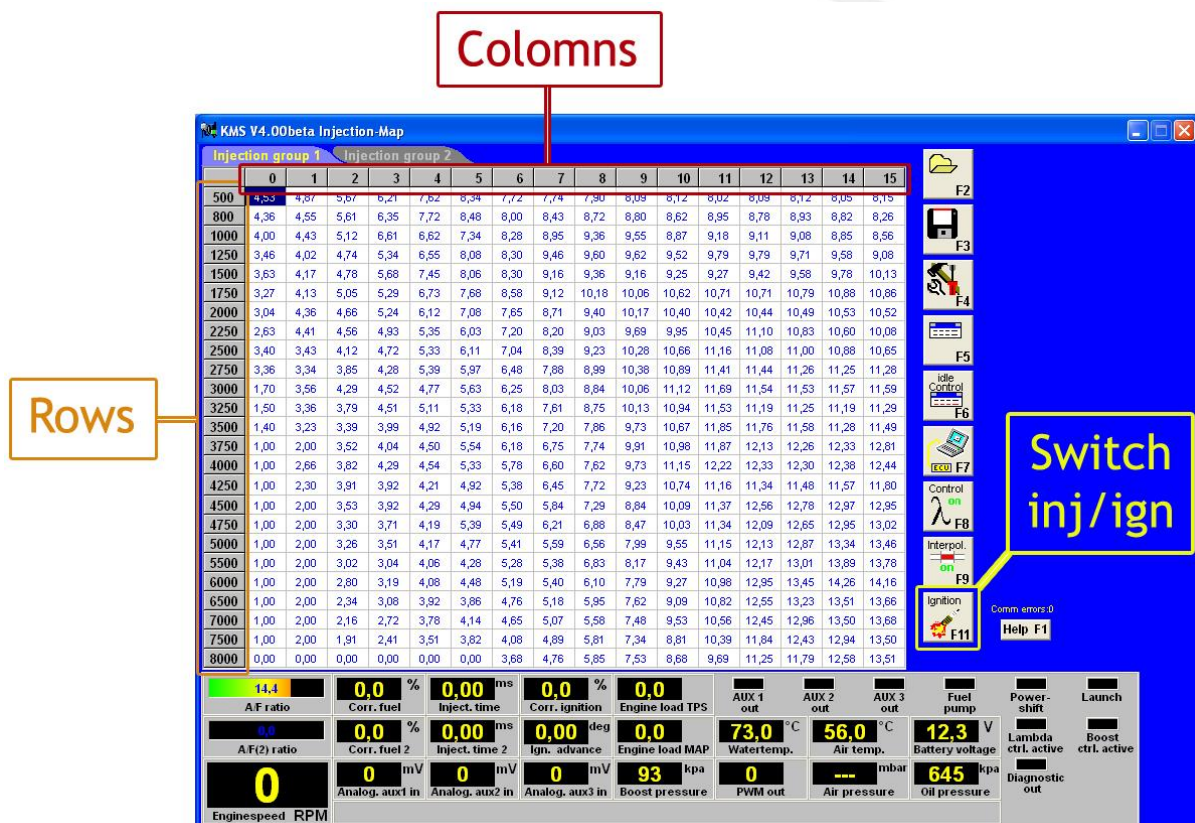 Colomns
KMS V4.00beta Injection-Map
Injection group 1 Injection group 2
0 1 2 3 4 5 6 7 8 9 10 11 12 13 14 15
500 4,53 4,87 5,67 6,21 7,62 8,34 7,72 7,74 7,90 8,09 8,12 8,02 8,09 8,12 8,05 8,15
800 4,36 4,55 5,61 6,35 7,72 8,48 8,00 8,43 8,72 8,80 8,62 8,95 8,78 8,93 8,82 8,26
1000 4,00 4,43 5,12 6,61 6,62 7,34 8,28 8,95 9,36 9,55 8,87 9,18 9,11 9,08 8,85 8,56
1250 3,46 4,02 4,74 5,34 6,55 8,08 8,30 9,46 9,60 9,62 9,52 9,79 9,79 9,71 9,58 9,08
1500 3,63 4,17 4,78 5,68 7,45 8,06 8,30 9,16 9,36 9,16 9,25 9,27 9,42 9,58 9,78 10,13
1750 3,27 4,13 5,05 5,29 6,73 7,68 8,58 9,12 10,18 10,06 10,62 10,71 10,71 10,79 10,88 10,86
2000 3,04 4,36 4,66 5,24 6,12 7,08 7,65 8,71 9,40 10,17 10,40 10,42 10,44 10,49 10,53 10,52
2250 2,63 4,41 4,56 4,93 5,35 6,03 7,20 8,20 9,03 9,69 9,95 10,45 11,10 10,83 10,60 10,08
2500 3,40 3,43 4,12 4,72 5,33 6,11 7,04 8,39 9,23 10,28 10,66 11,16 11,08 11,00 10,88 10,65
2750 3,36 3,34 3,85 4,28 5,39 5,97 6,48 7,88 8,99 10,38 10,89 11,41 11,44 11,26 11,25 11,28
3000 1,70 3,56 4,29 4,52 4,77 5,63 6,25 8,03 8,84 10,06 11,12 11,69 11,54 11,53 11,57 11,59
3250 1,50 3,36 3,79 4,51 5,11 5,33 6,18 7,61 8,75 10,13 10,94 11,53 11,19 11,25 11,19 11,29
3500 1,40 3,23 3,39 3,99 4,92 5,19 6,16 7,20 7,86 9,73 10,67 11,85 11,76 11,58 11,28 11,49
3750 1,00 2,00 3,52 4,04 4,50 5,54 6,18 6,75 7,74 9,91 10,98 11,87 12,13 12,26 12,33 12,81
4000 1,00 2,66 3,82 4,29 4,54 5,33 5,78 6,60 7,62 9,73 11,15 12,22 12,33 12,30 12,38 12,44
4250 1,00 2,30 3,91 3,92 4,21 4,92 5,38 6,45 7,72 9,23 10,74 11,16 11,34 11,48 11,57 11,80
4500 1,00 2,00 3,53 3,92 4,29 4,94 5,50 5,84 7,29 8,84 10,09 11,37 12,56 12,78 12,97 12,95
4750 1,00 2,00 3,30 3,71 4,19 5,39 5,49 6,21 6,88 8,47 10,03 11,34 12,09 12,65 12,95 13,02
5000 1,00 2,00 3,26 3,51 4,17 4,77 5,41 5,59 6,56 7,99 9,55 11,15 12,13 12,87 13,34 13,46
5500 1,00 2,00 3,02 3,04 4,06 4,28 5,28 5,38 6,83 8,17 9,43 11,04 12,17 13,01 13,89 13,78
6000 1,00 2,00 2,80 3,19 4,08 4,48 5,19 5,40 6,10 7,79 9,27 10,98 12,95 13,45 14,26 14,16
6500 1,00 2,00 2,34 3,08 3,92 3,86 4,76 5,18 5,95 7,62 9,09 10,82 12,55 13,23 13,51 13,66
7000 1,00 2,00 2,16 2,72 3,78 4,14 4,65 5,07 5,58 7,48 9,53 10,56 12,45 12,96 13,50 13,68
7500 1,00 2,00 1,91 2,41 3,51 3,82 4,08 4,89 5,81 7,34 8,81 10,39 11,84 12,43 12,94 13,50
8000 0,00 0,00 0,00 0,00 0,00 0,00 3,68 4,76 5,85 7,53 8,68 9,69 11,25 11,79 12,58 13,51
Rows
F2
F3
F4
F5
idle
Control
F6
ECU F7
Control
on
λ F8
Interpol.
on
F9
Ignition
F11
Switch
inj/ign
Comm errors:0
Help F1
14,4
A/F ratio
0,0 %
Corr. fuel
0,00 ms
Inject. time
0,0 %
Corr. ignition
0,0
Engine load TPS
AUX 1
out
AUX 2
out
AUX 3
out
Fuel
pump
Power-
shift
Launch
0,0
A/F(2) ratio
0,0 %
Corr. fuel 2
0,00 ms
Inject. time 2
0,00 deg
Ign. advance
0,0
Engine load MAP
73,0 °C
Watertemp.
56,0 °C
Air temp.
12,3 V
Battery voltage
Lambda
ctrl. active
Boost
ctrl. active
0
Enginespeed RPM
0 mV
Analog. aux1 in
0 mV
Analog. aux2 in
0 mV
Analog. aux3 in
93 kpa
Boost pressure
0
PWM out
--- mbar
Air pressure
645 kpa
Oil pressure
Diagnostic
out